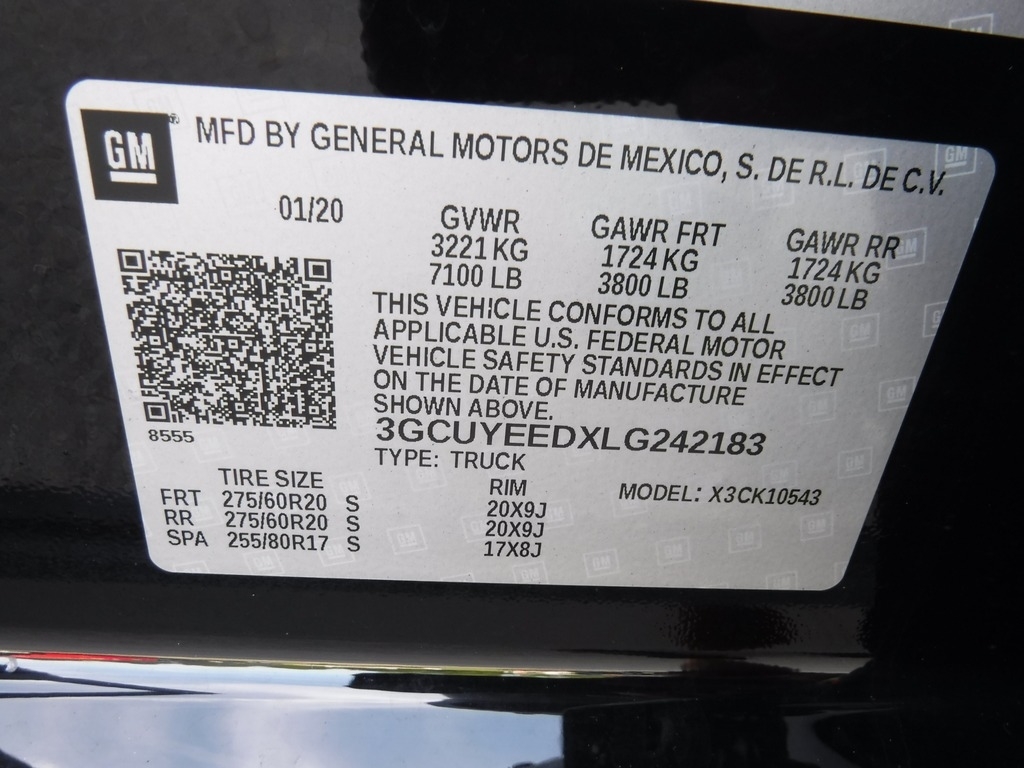 GM
MFD BY GENERAL MOTORS DE MEXICO, S. DE R.L. DE C.V.
01/20
GVWR
3221 KG
7100 LB
GAWR FRT
1724 KG
3800 LB
GAWR RR
1724 KG
3800 LB
THIS VEHICLE CONFORMS TO ALL
APPLICABLE U.S. FEDERAL MOTOR
VEHICLE SAFETY STANDARDS IN EFFECT
ON THE DATE OF MANUFACTURE
SHOWN ABOVE.
3GCUYEEDXLG242183
TYPE: TRUCK
8555
TIRE SIZE
RIM
MODEL: X3CK10543
FRT 275/60R20 S 20X9J
RR 275/60R20 S 20X9J
SPA 255/80R17 S 17X8J